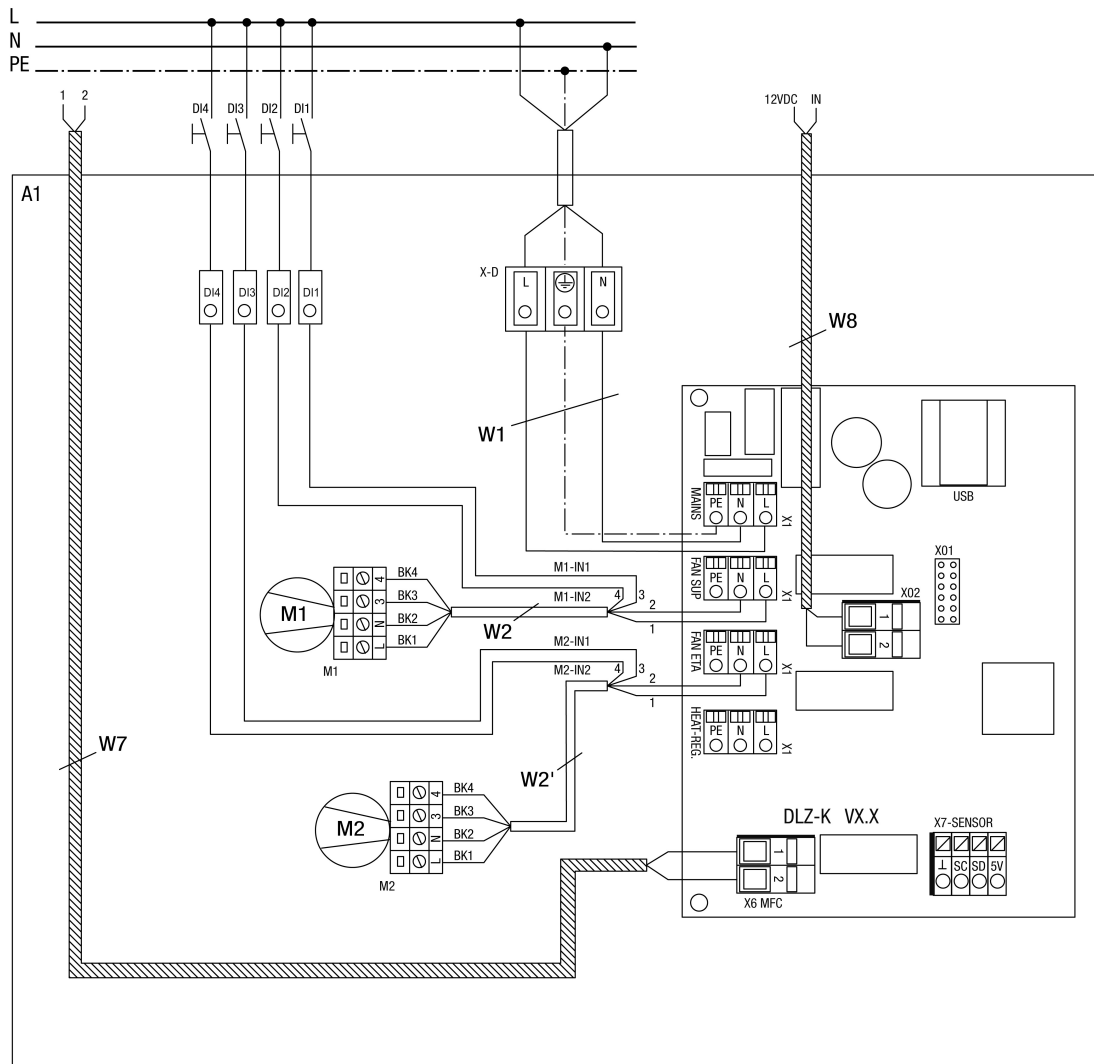 L
N
PE
1 2
DI4 DI3 DI2 DI1
12VDC IN
A1
X-D
L N
DI4 DI3 DI2 DI1
W8
W1
USB
MAINS
PE N L
X1
X01
FAN SUP
PE N L
X1
X02
1
2
M1-IN1
M1-IN2
4 3
2
1
W2
M1
BK4
BK3
BK2
BK1
4
3
N
L
M1
M2-IN1
M2-IN2
4 3
2
1
FAN ETA
PE N L
X1
HEAT-REG.
PE N L
X1
W7
W2'
M2
BK4
BK3
BK2
BK1
4
3
N
L
M2
DLZ-K VX.X
X7-SENSOR
⊥ SC SD 5V
1
2
X6 MFC